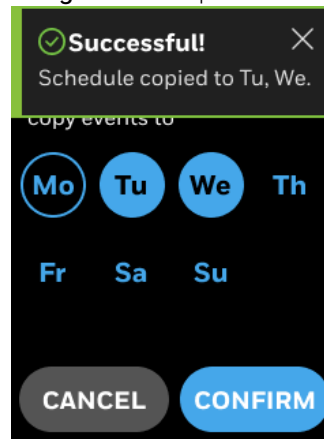 Successful!
Schedule copied to Tu, We.
copy events to
Mo Tu We Th
Fr Sa Su
CANCEL CONFIRM